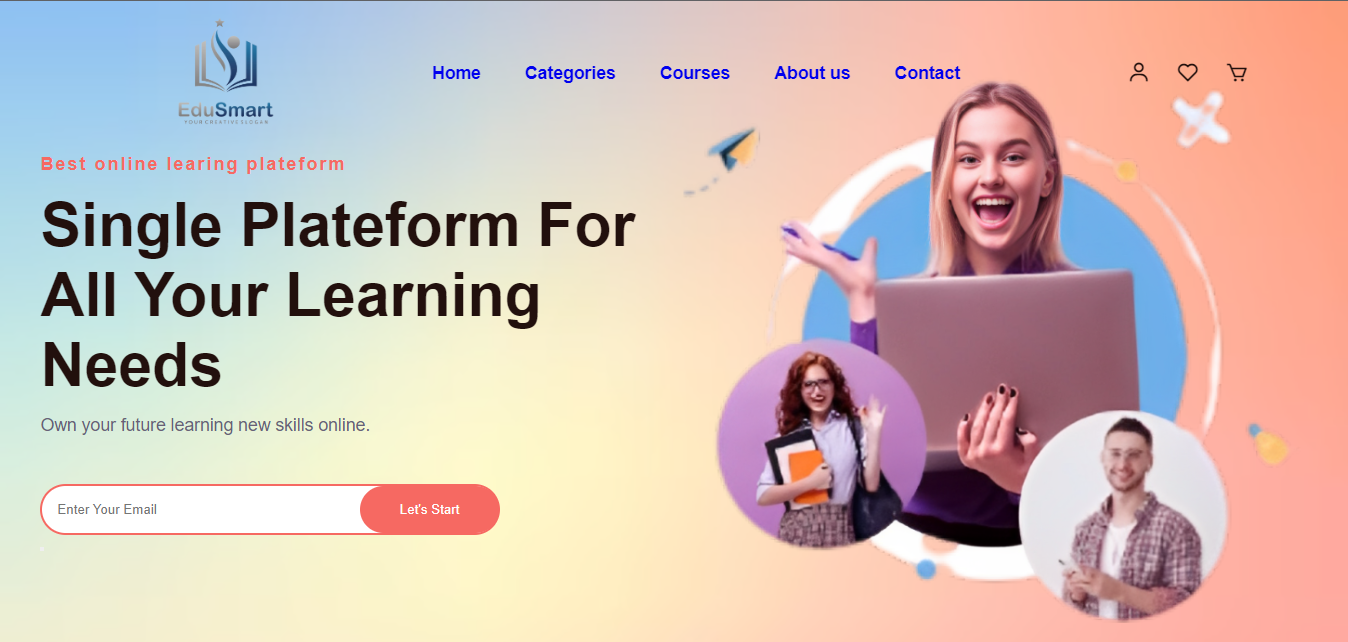 EduSmart
YOUR CREATIVE SLOGAN
Home Categories Courses About us Contact
Best online learing plateform
Single Plateform For
All Your Learning
Needs
Own your future learning new skills online.
Enter Your Email Let's Start